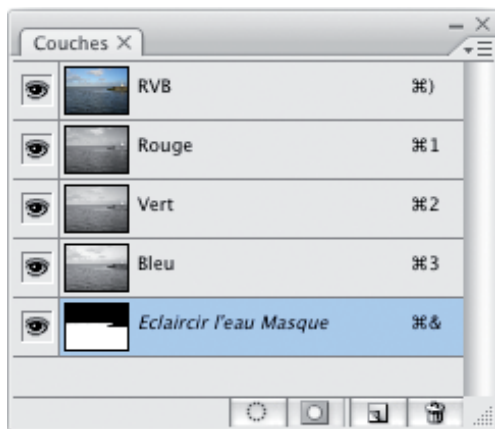 Couches
RVB ⌘)
Rouge ⌘1
Vert ⌘2
Bleu ⌘3
Eclaircir l'eau Masque ⌘&